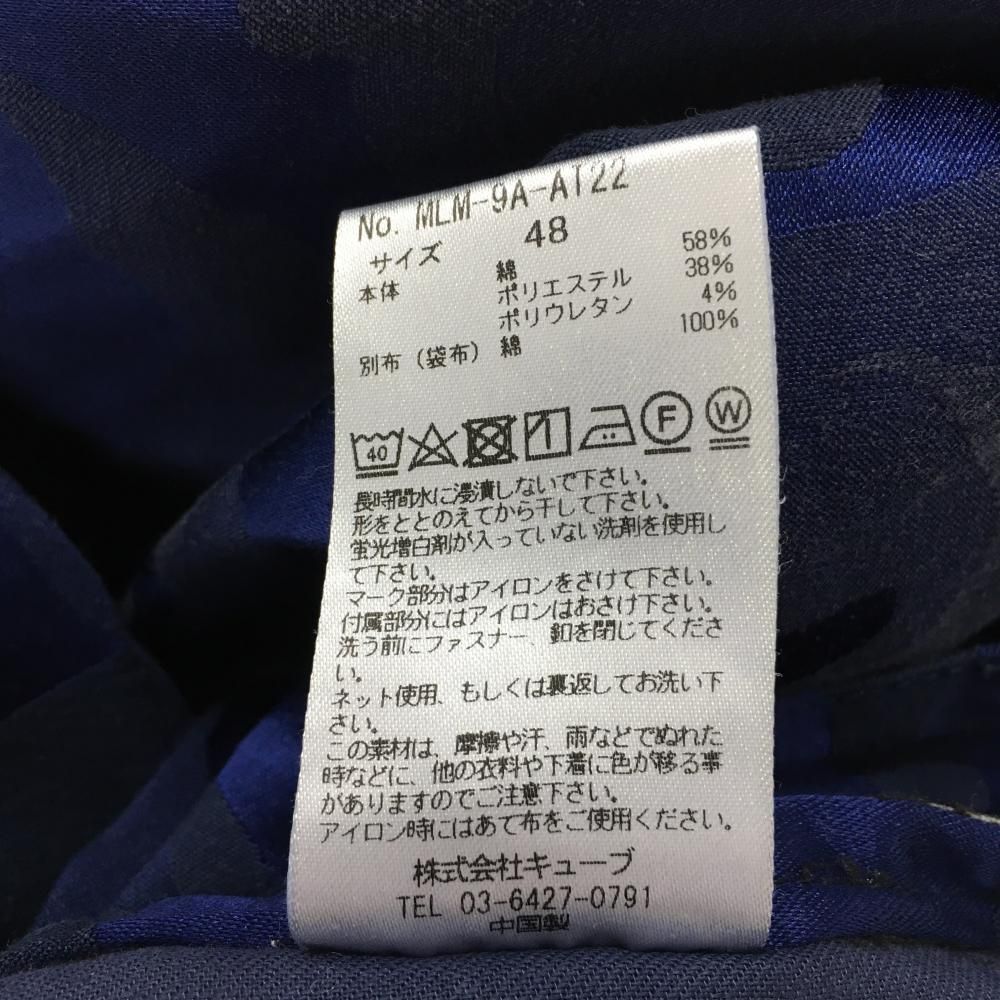 No. MLM-9A-AT22
サイズ 48
本体 綿 58%
ポリエステル 38%
ポリウレタン 4%
別布（袋布） 綿 100%
40 F W
長時間水に浸漬しないで下さい。
形をととのえてから干して下さい。
蛍光増白剤が入っていない洗剤を使用し
て下さい。
マーク部分はアイロンをさけて下さい。
付属部分にはアイロンはおさけ下さい。
洗う前にファスナー、釦を閉じてくださ
い。
ネット使用、もしくは裏返してお洗い下
さい。
この素材は、摩擦や汗、雨などでぬれた
時などに、他の衣料や下着に色が移る事
がありますのでご注意下さい。
アイロン時にはあて布をご使用ください。
株式会社キューブ
TEL 03-6427-0791
中国製